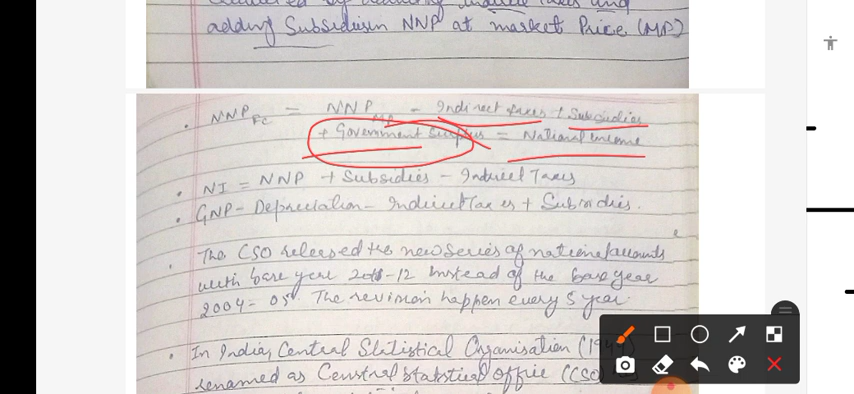 adding Subsidiesin NNP at market Price (MP)
• NNP FC = NNP MP - Indirect taxes + Subsidies
+ Government Surplus = National income
• NI = NNP + Subsidies - Indirect Taxes
• GNP - Depreciation - Indirect Taxes + Subsidies.
• The CSO released the new series of national accounts
with base year 2011-12 Instead of the base year
2004-05. The revision happen every 5 year.
• In India, Central Statistical Organisation
renamed as Central Statistical office (CSO)